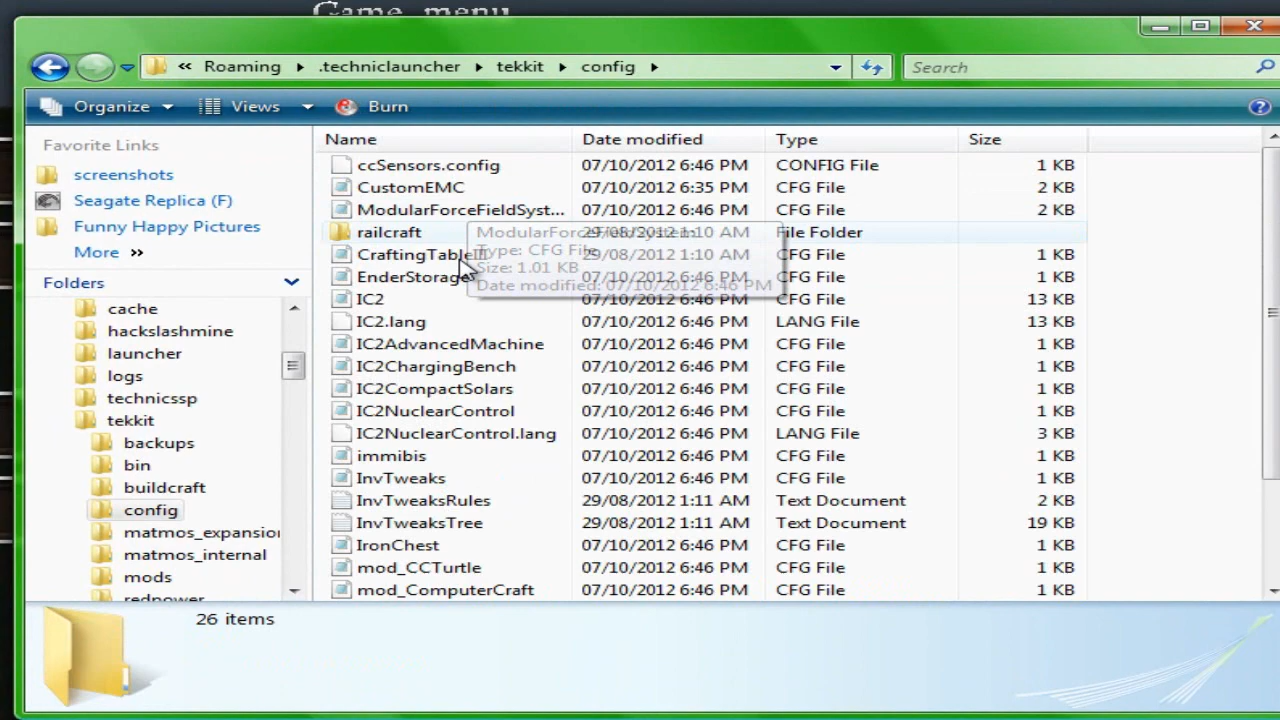 Game menu
« Roaming ▸ .techniclauncher ▸ tekkit ▸ config ▸ Search
Organize Views Burn
Favorite Links
screenshots
Seagate Replica (F)
Funny Happy Pictures
More »
Folders
cache
hackslashmine
launcher
logs
technicssp
tekkit
backups
bin
buildcraft
config
matmos_expansion
matmos_internal
mods
redpower
Name Date modified Type Size
ccSensors.config 07/10/2012 6:46 PM CONFIG File 1 KB
CustomEMC 07/10/2012 6:35 PM CFG File 2 KB
ModularForceFieldSyst... 07/10/2012 6:46 PM CFG File 2 KB
railcraft 29/08/2012 1:10 AM File Folder
CraftingTableIII 29/08/2012 1:10 AM CFG File 1 KB
EnderStorage 07/10/2012 6:46 PM CFG File 1 KB
IC2 07/10/2012 6:46 PM CFG File 13 KB
IC2.lang 07/10/2012 6:46 PM LANG File 13 KB
IC2AdvancedMachine 07/10/2012 6:46 PM CFG File 1 KB
IC2ChargingBench 07/10/2012 6:46 PM CFG File 1 KB
IC2CompactSolars 07/10/2012 6:46 PM CFG File 1 KB
IC2NuclearControl 07/10/2012 6:46 PM CFG File 1 KB
IC2NuclearControl.lang 07/10/2012 6:46 PM LANG File 3 KB
immibis 07/10/2012 6:46 PM CFG File 1 KB
InvTweaks 07/10/2012 6:46 PM CFG File 1 KB
InvTweaksRules 29/08/2012 1:11 AM Text Document 2 KB
InvTweaksTree 29/08/2012 1:11 AM Text Document 19 KB
IronChest 07/10/2012 6:46 PM CFG File 1 KB
mod_CCTurtle 07/10/2012 6:46 PM CFG File 1 KB
mod_ComputerCraft 07/10/2012 6:46 PM CFG File 1 KB
ModularForceFieldSystem
Type: CFG File
Size: 1.01 KB
Date modified: 07/10/2012 6:46 PM
26 items